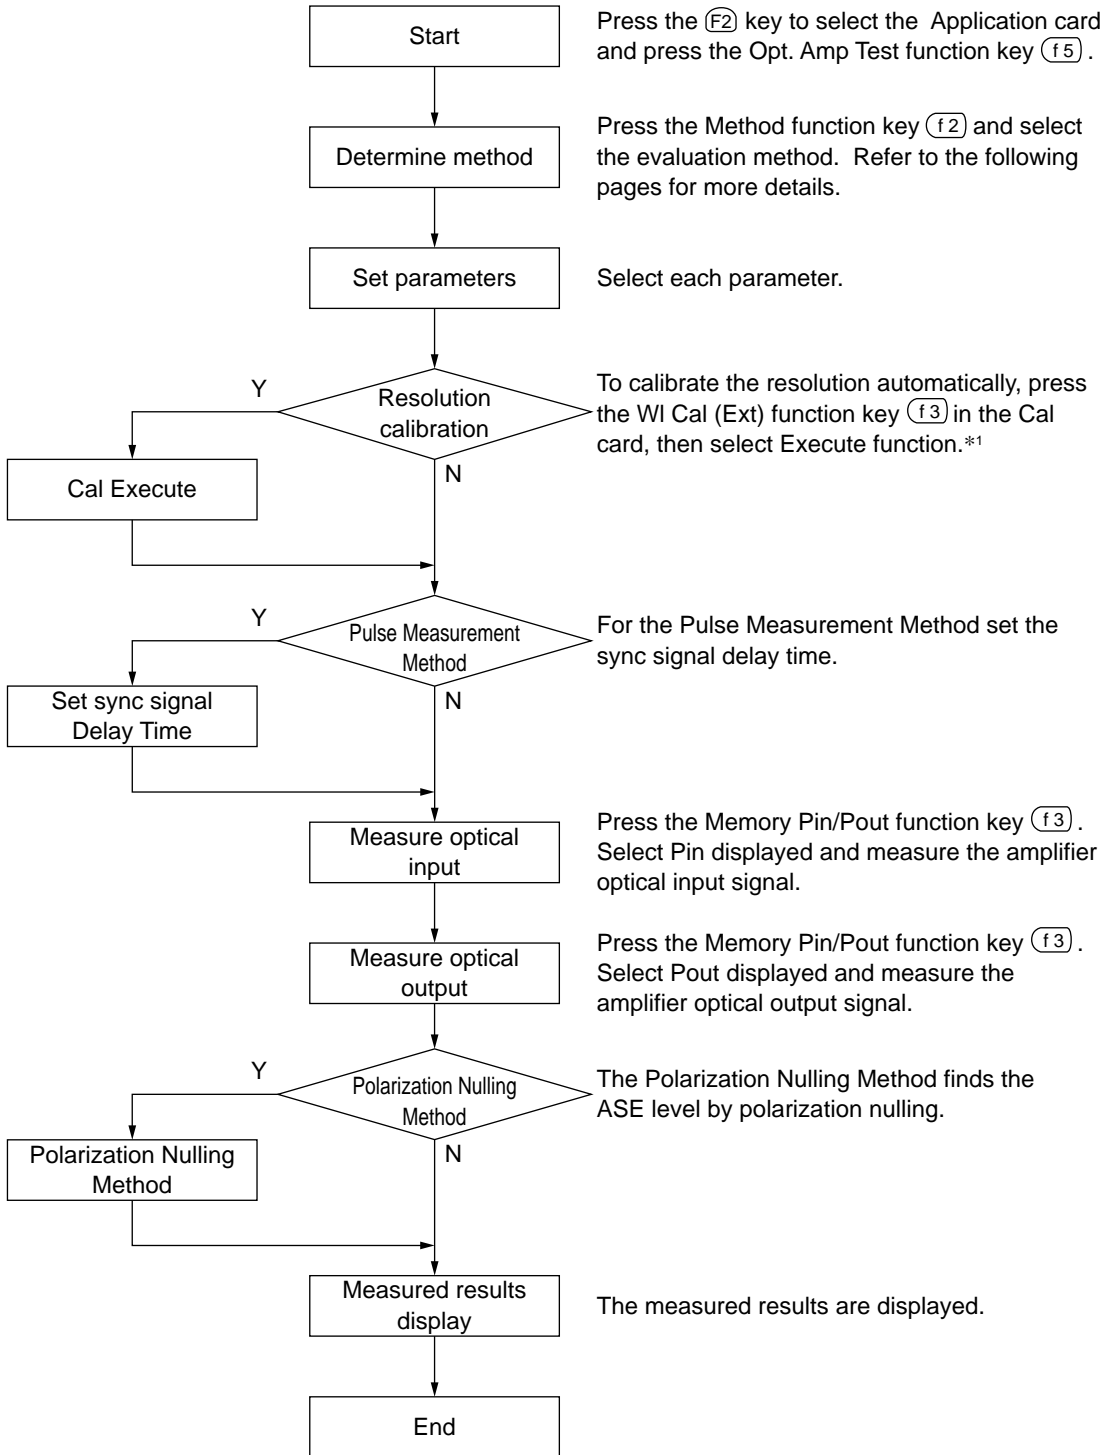 Start
Press the F2 key to select the Application card
and press the Opt. Amp Test function key f 5 .
Determine method
Press the Method function key f 2 and select
the evaluation method. Refer to the following
pages for more details.
Set parameters
Select each parameter.
Y
Resolution
calibration
N
To calibrate the resolution automatically, press
the Wl Cal (Ext) function key f 3 in the Cal
card, then select Execute function.*1
Cal Execute
Y
Pulse Measurement
Method
N
For the Pulse Measurement Method set the
sync signal delay time.
Set sync signal
Delay Time
Measure optical
input
Press the Memory Pin/Pout function key f 3 .
Select Pin displayed and measure the amplifier
optical input signal.
Measure optical
output
Press the Memory Pin/Pout function key f 3 .
Select Pout displayed and measure the
amplifier optical output signal.
Y
Polarization Nulling
Method
N
The Polarization Nulling Method finds the
ASE level by polarization nulling.
Polarization Nulling
Method
Measured results
display
The measured results are displayed.
End